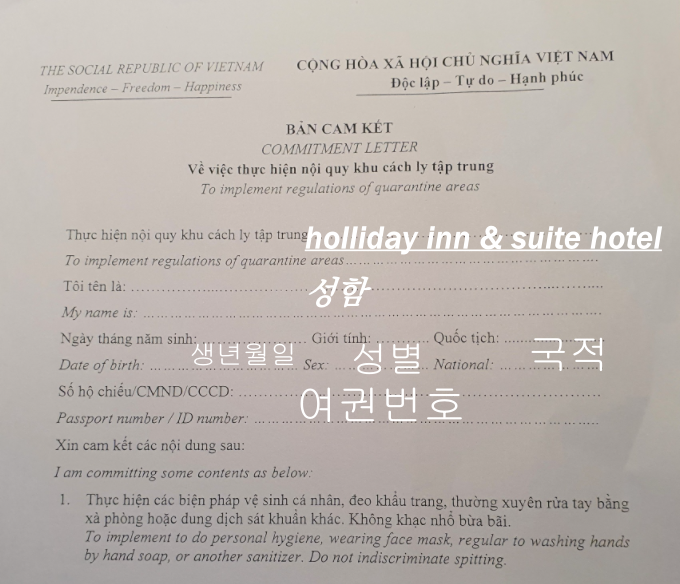 THE SOCIAL REPUBLIC OF VIETNAM
Impendence – Freedom – Happiness
CỘNG HÒA XÃ HỘI CHỦ NGHĨA VIỆT NAM
Độc lập – Tự do – Hạnh phúc
BẢN CAM KẾT
COMMITMENT LETTER
Về việc thực hiện nội quy khu cách ly tập trung
To implement regulations of quarantine areas
Thực hiện nội quy khu cách ly tập trung holliday inn & suite hotel
To implement regulations of quarantine areas
Tôi tên là:
성함
My name is:
Ngày tháng năm sinh: Giới tính: Quốc tịch:
생년월일 성별 국적
Date of birth: Sex: National:
Số hộ chiếu/CMND/CCCD:
여권번호
Passport number / ID number:
Xin cam kết các nội dung sau:
I am committing some contents as below:
1. Thực hiện các biện pháp vệ sinh cá nhân, đeo khẩu trang, thường xuyên rửa tay bằng
xà phòng hoặc dung dịch sát khuẩn khác. Không khạc nhổ bừa bãi.
To implement to do personal hygiene, wearing face mask, regular to washing hands
by hand soap, or another sanitizer. Do not indiscriminate spitting.